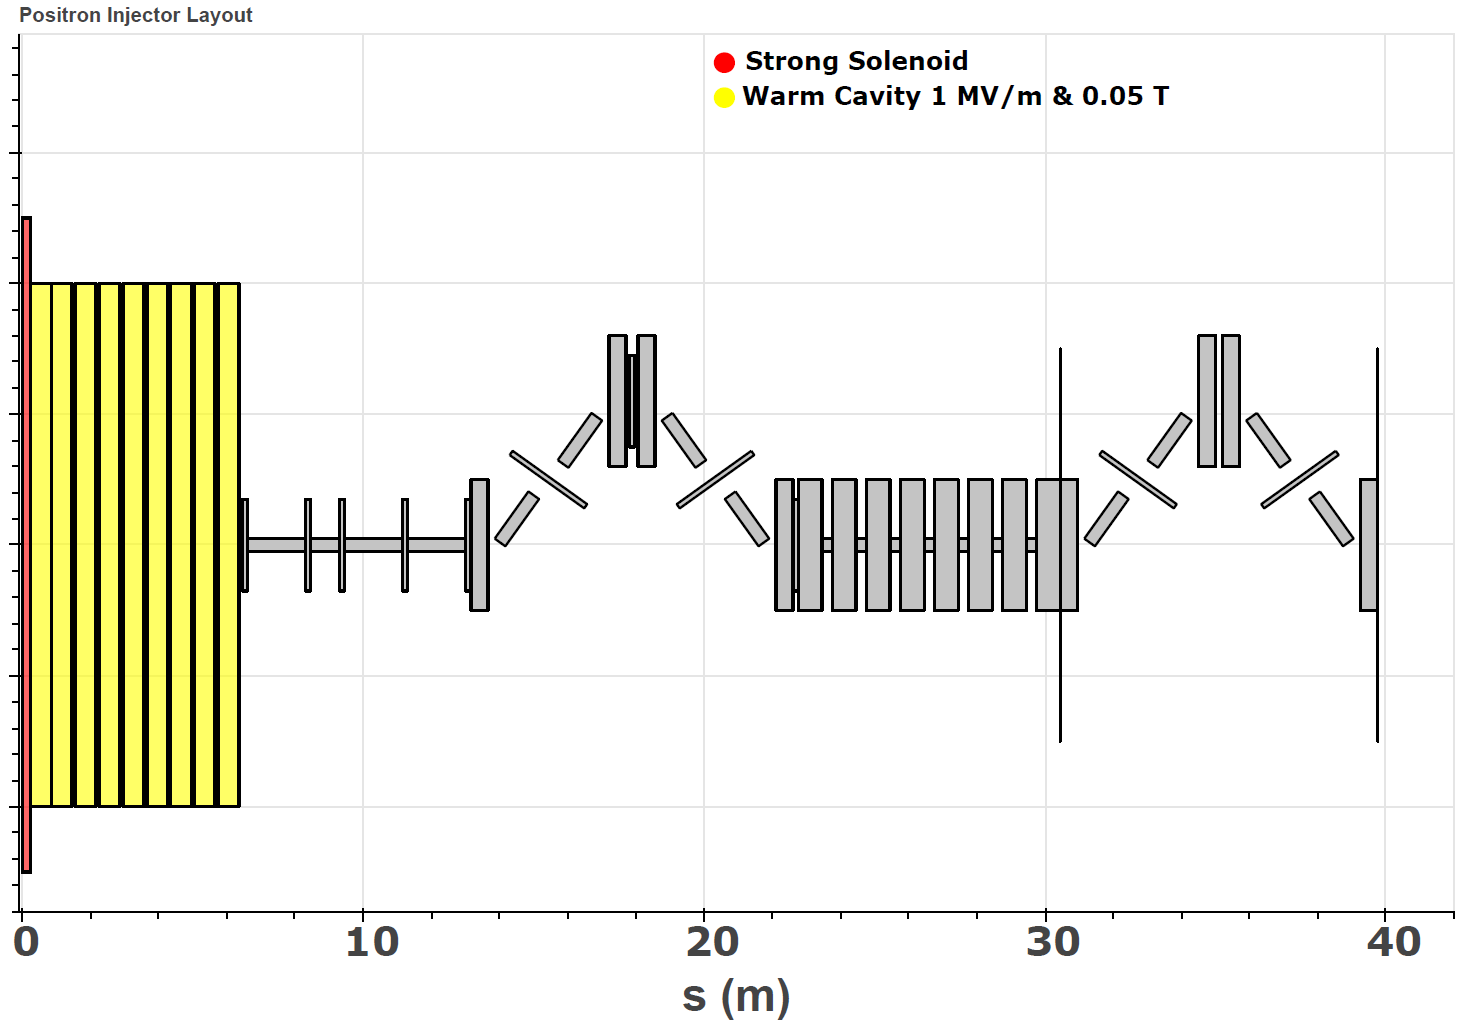 Positron Injector Layout
Strong Solenoid
Warm Cavity 1 MV/m & 0.05 T
0 10 20 30 40
s (m)